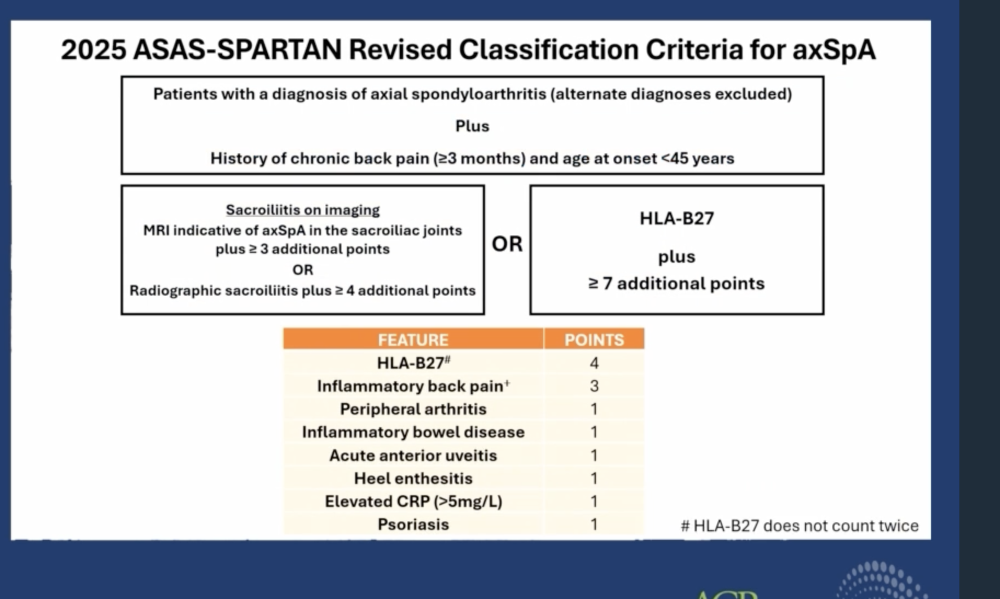 2025 ASAS-SPARTAN Revised Classification Criteria for axSpA
Patients with a diagnosis of axial spondyloarthritis (alternate diagnoses excluded)
Plus
History of chronic back pain (≥3 months) and age at onset <45 years
Sacroiliitis on imaging
MRI indicative of axSpA in the sacroiliac joints
plus ≥ 3 additional points
OR
Radiographic sacroiliitis plus ≥ 4 additional points
OR
HLA-B27
plus
≥ 7 additional points
FEATURE POINTS
HLA-B27# 4
Inflammatory back pain+ 3
Peripheral arthritis 1
Inflammatory bowel disease 1
Acute anterior uveitis 1
Heel enthesitis 1
Elevated CRP (>5mg/L) 1
Psoriasis 1
# HLA-B27 does not count twice